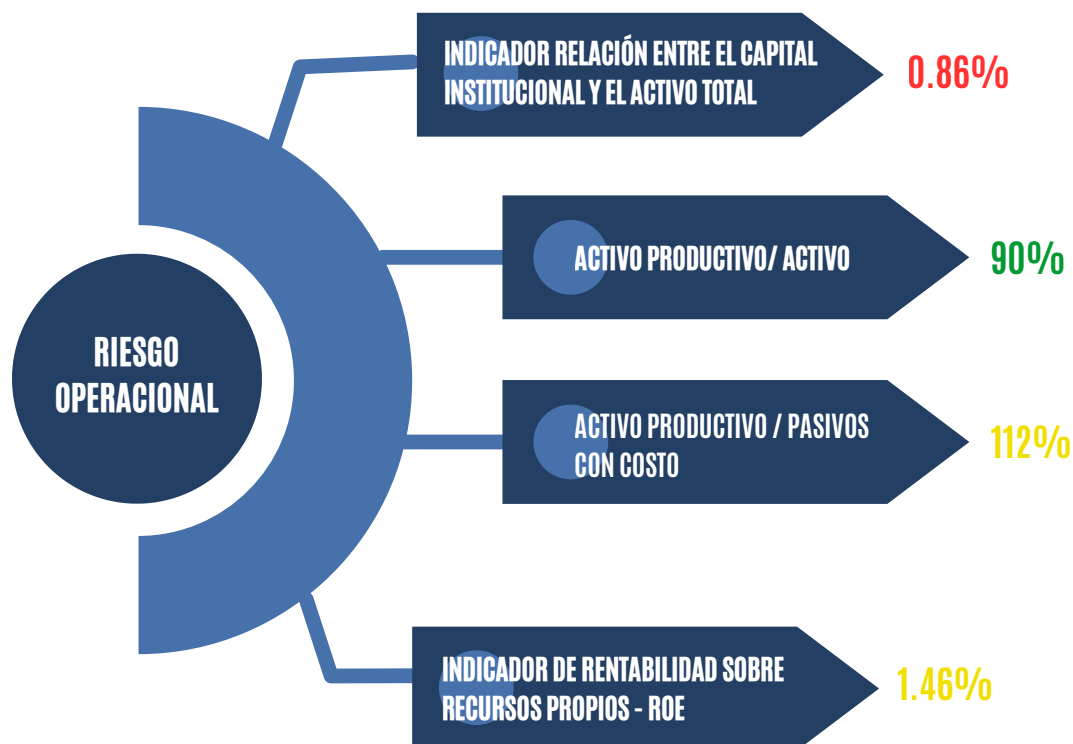 INDICADOR RELACIÓN ENTRE EL CAPITAL
INSTITUCIONAL Y EL ACTIVO TOTAL
0.86%
ACTIVO PRODUCTIVO/ ACTIVO
90%
RIESGO
OPERACIONAL
ACTIVO PRODUCTIVO / PASIVOS
CON COSTO
112%
INDICADOR DE RENTABILIDAD SOBRE
RECURSOS PROPIOS - ROE
1.46%